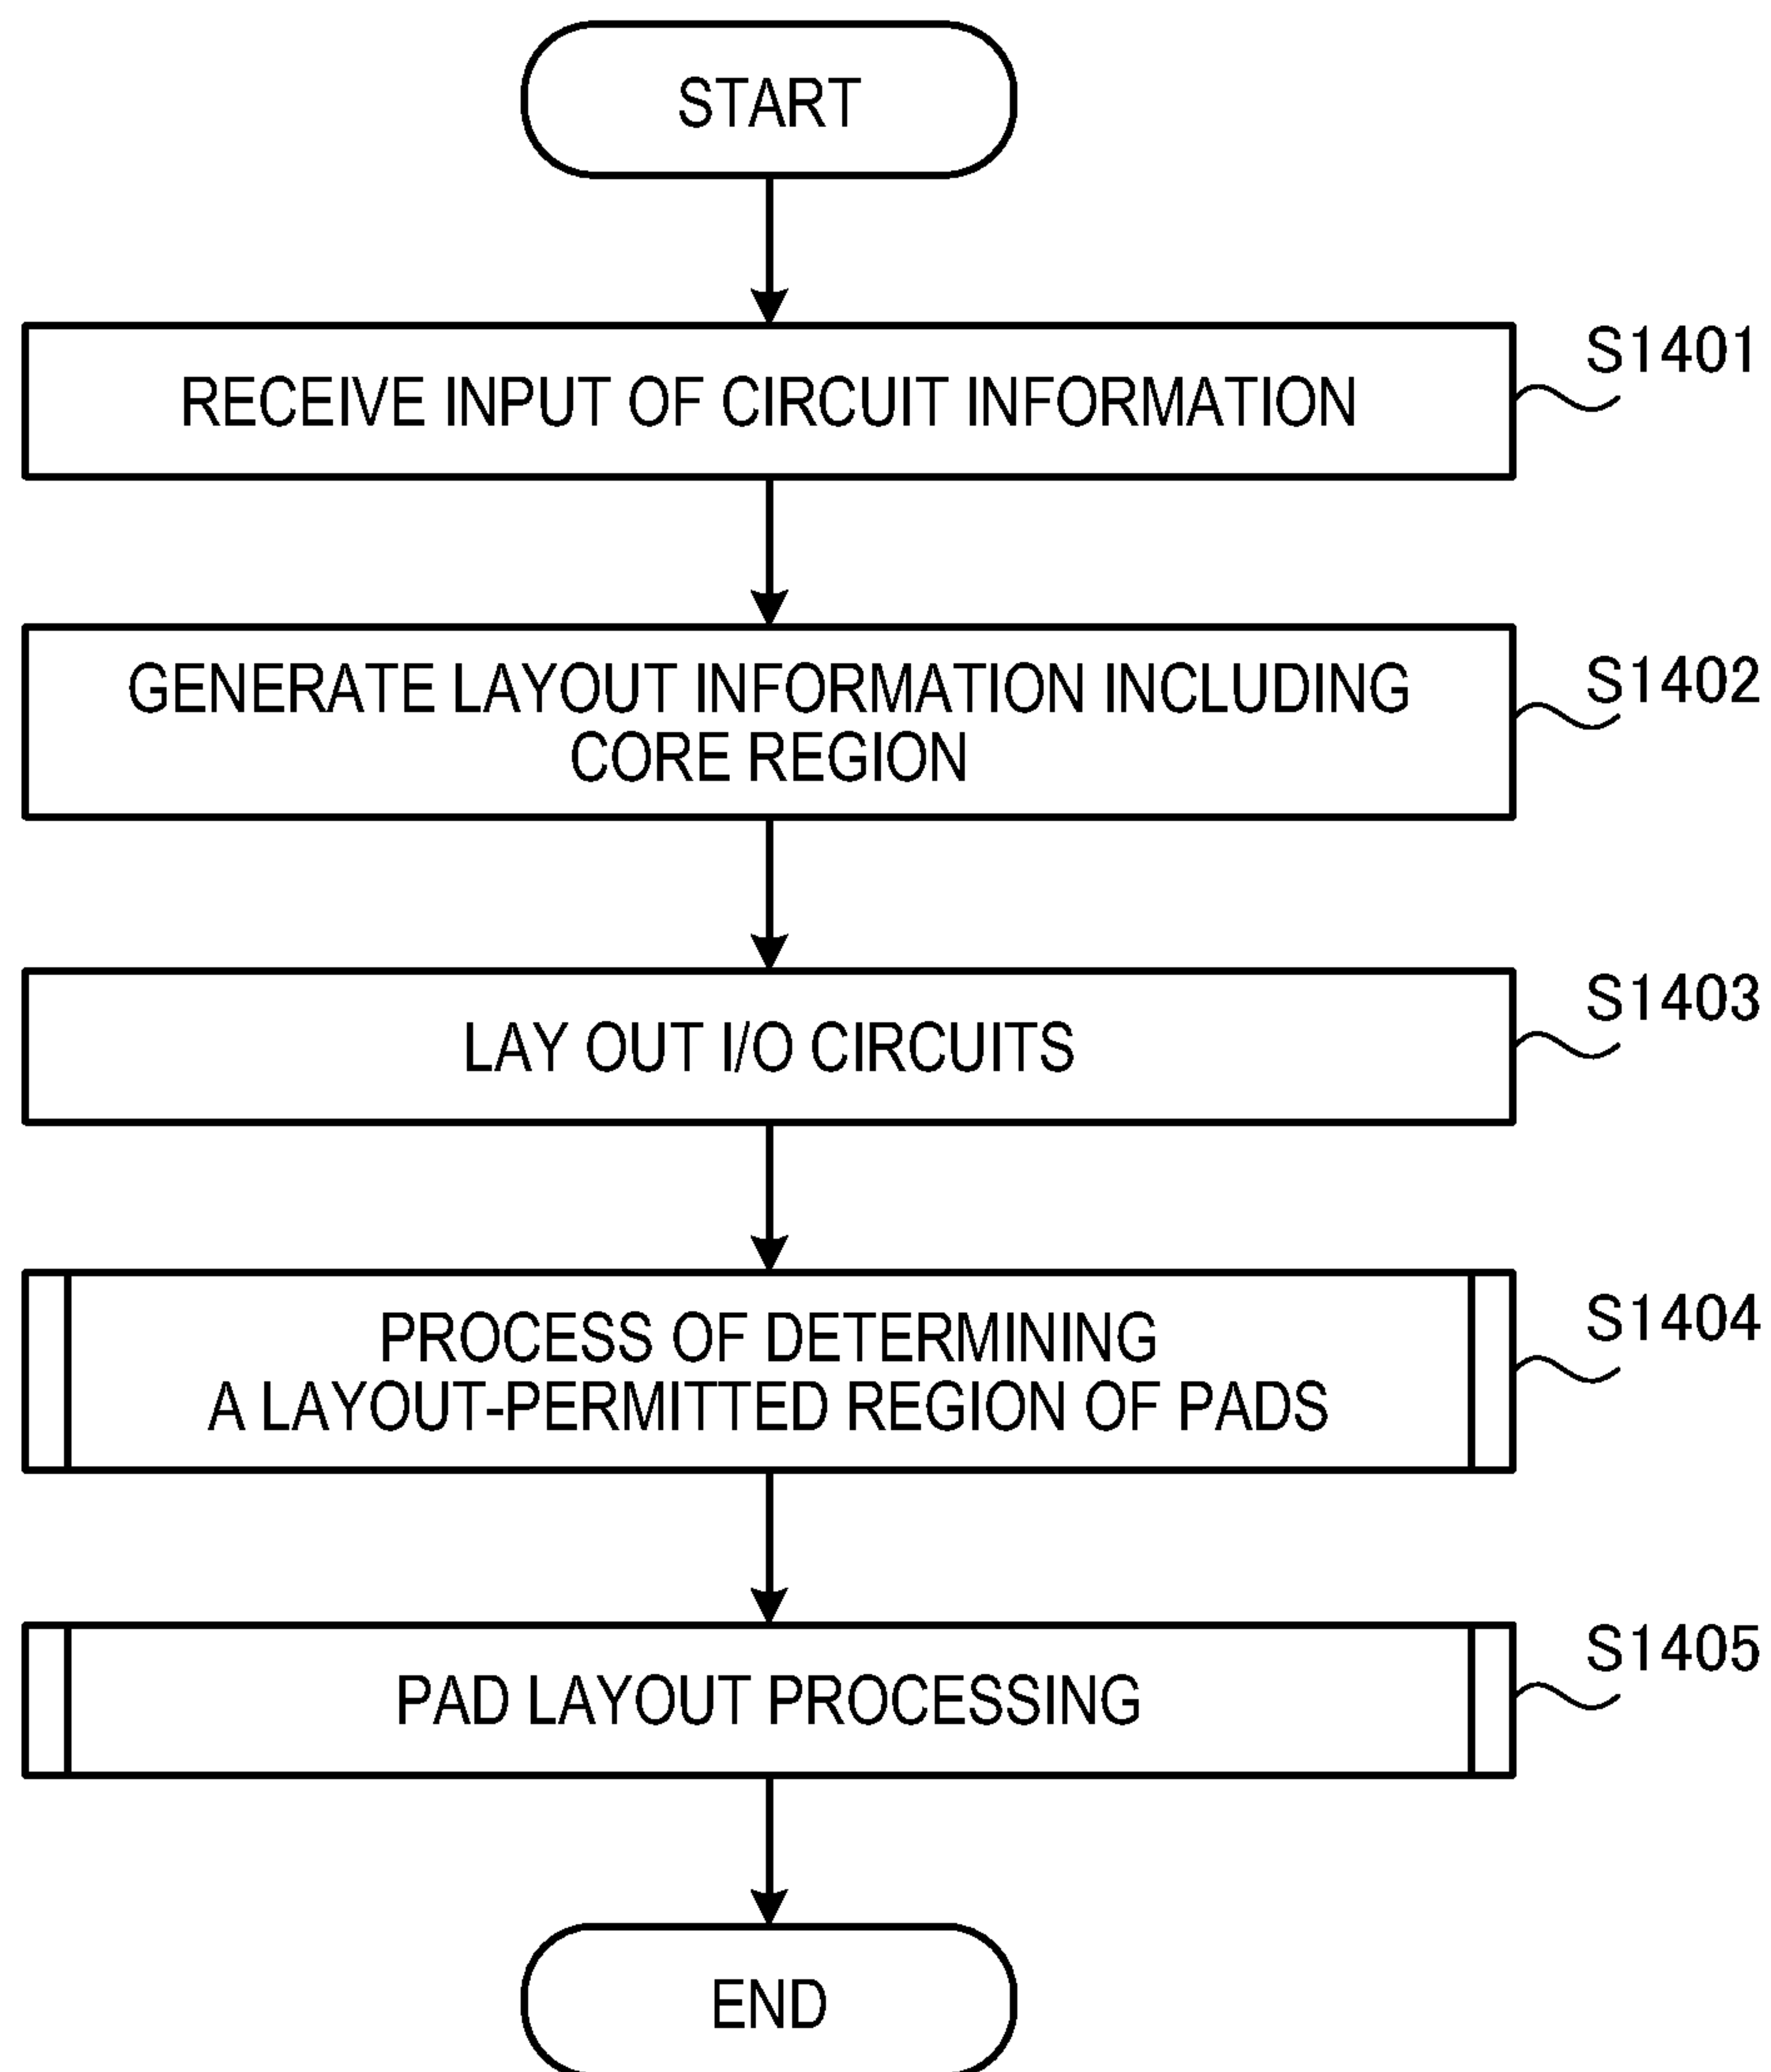 START
RECEIVE INPUT OF CIRCUIT INFORMATION
S1401
GENERATE LAYOUT INFORMATION INCLUDING
CORE REGION
S1402
LAY OUT I/O CIRCUITS
S1403
PROCESS OF DETERMINING
A LAYOUT-PERMITTED REGION OF PADS
S1404
PAD LAYOUT PROCESSING
S1405
END